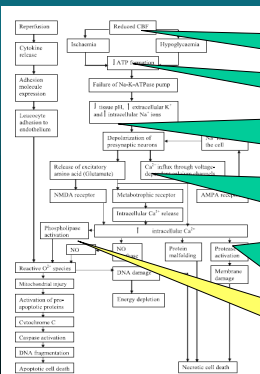 Reperfusion
Reduced CBF
Cytokine
release
Ischaemia
Hypoglycaemia
ATP formation
Adhesion
molecule
expression
Failure of Na-K-ATPase pump
↑ tissue pH, ↑ extracellular K⁺
and ↑ intracellular Na⁺ ions
Leucocyte
adhesion to
endothelium
Depolarization of
presynaptic neurons
the cell
Release of excitatory
amino acid (Glutamate)
Ca²⁺ influx through voltage-
NMDA receptor
Metabotropic receptor
AMPA receptor
Intracellular Ca²⁺ release
Phospholipase
activation
↑ intracellular Ca²⁺
NO
NO
Protein
malfolding
activation
Reactive O²⁻ species
DNA damage
Membrane
damage
Mitochondrial injury
Activation of pro-
apoptotic proteins
Energy depletion
Cytochrome C
Caspase activation
DNA fragmentation
Apoptotic cell death
Necrotic cell death